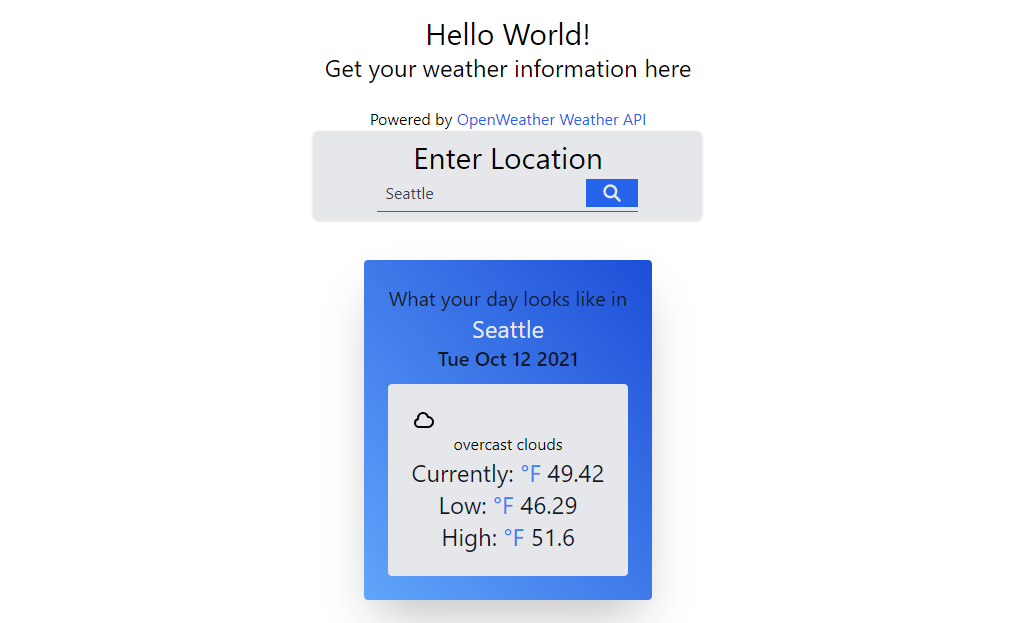 Hello World!
Get your weather information here
Powered by OpenWeather Weather API
Enter Location
Seattle
What your day looks like in
Seattle
Tue Oct 12 2021
overcast clouds
Currently: °F 49.42
Low: °F 46.29
High: °F 51.6